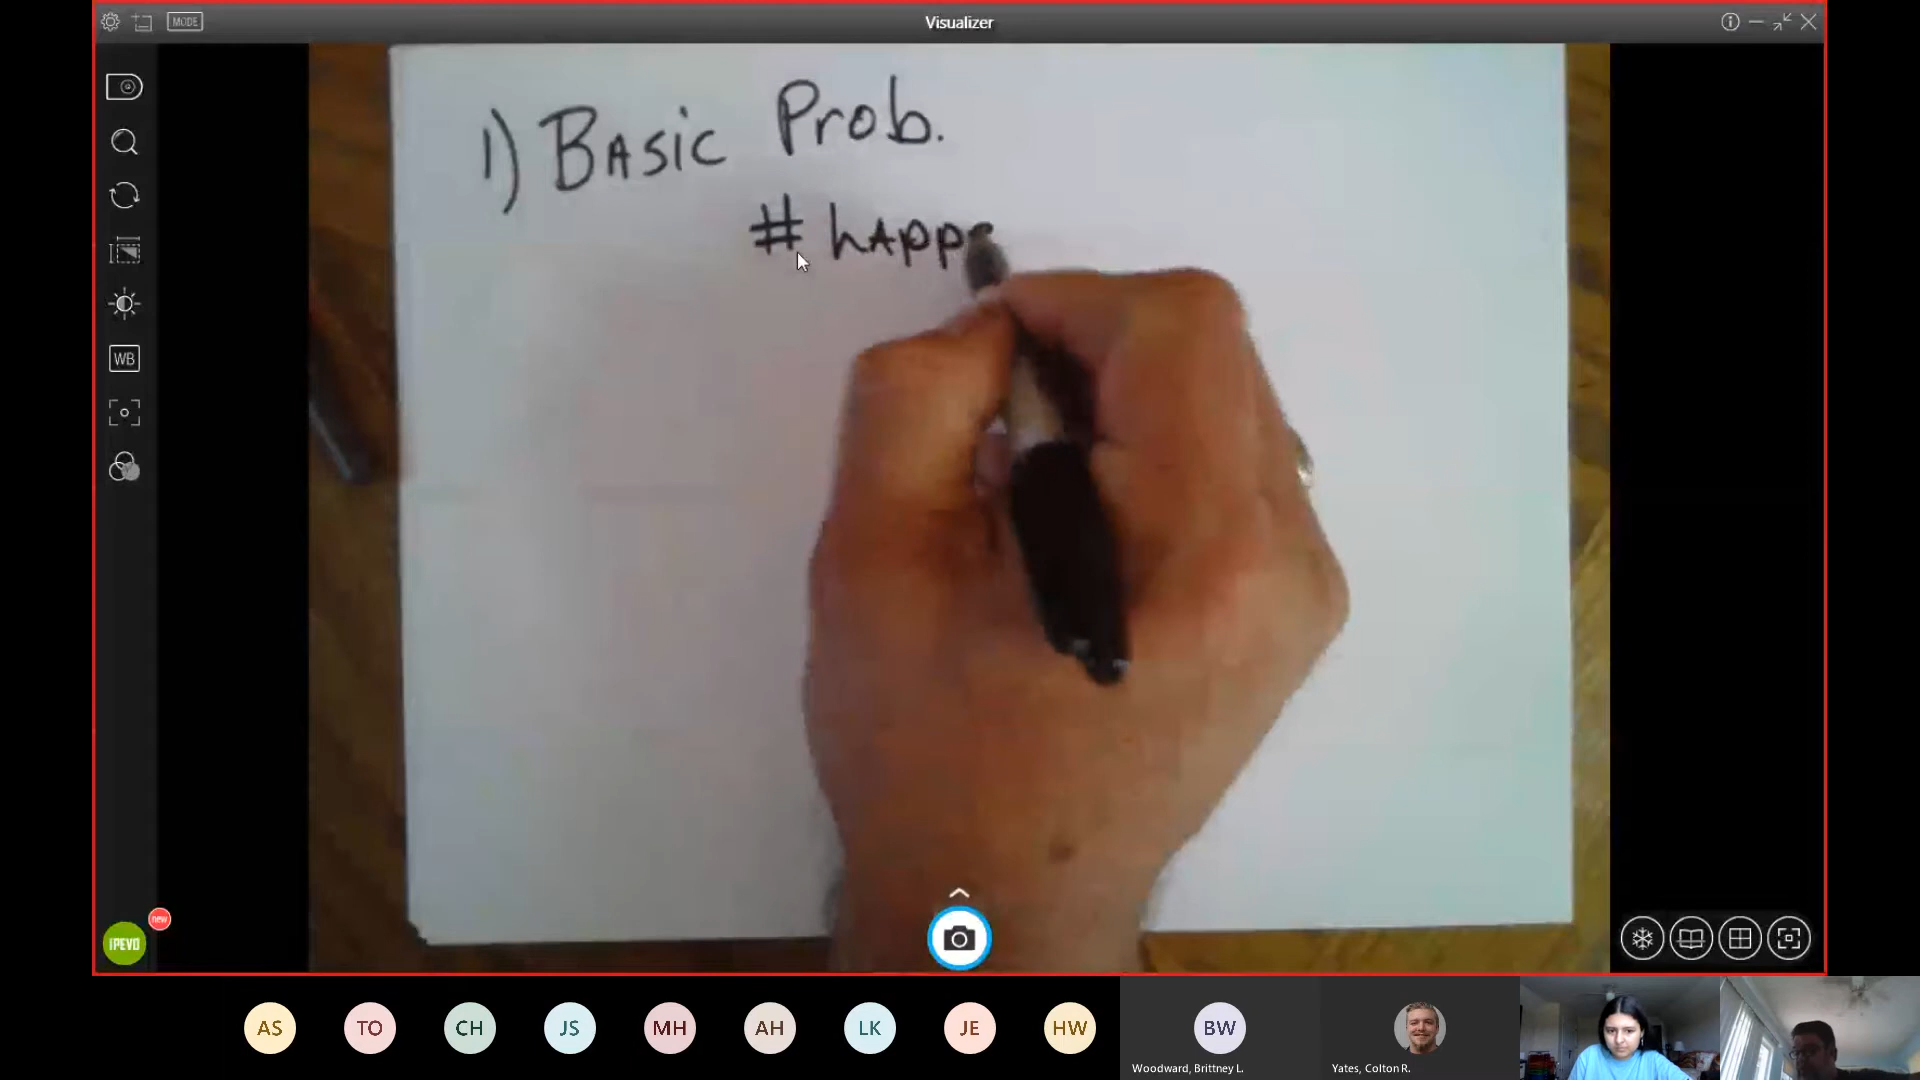 MODE
Visualizer
1) BASIC Prob.
# happe
WB
new
IPEVO
AS
TO
CH
JS
MH
AH
LK
JE
HW
BW
Woodward, Brittney L.
Yates, Colton R.